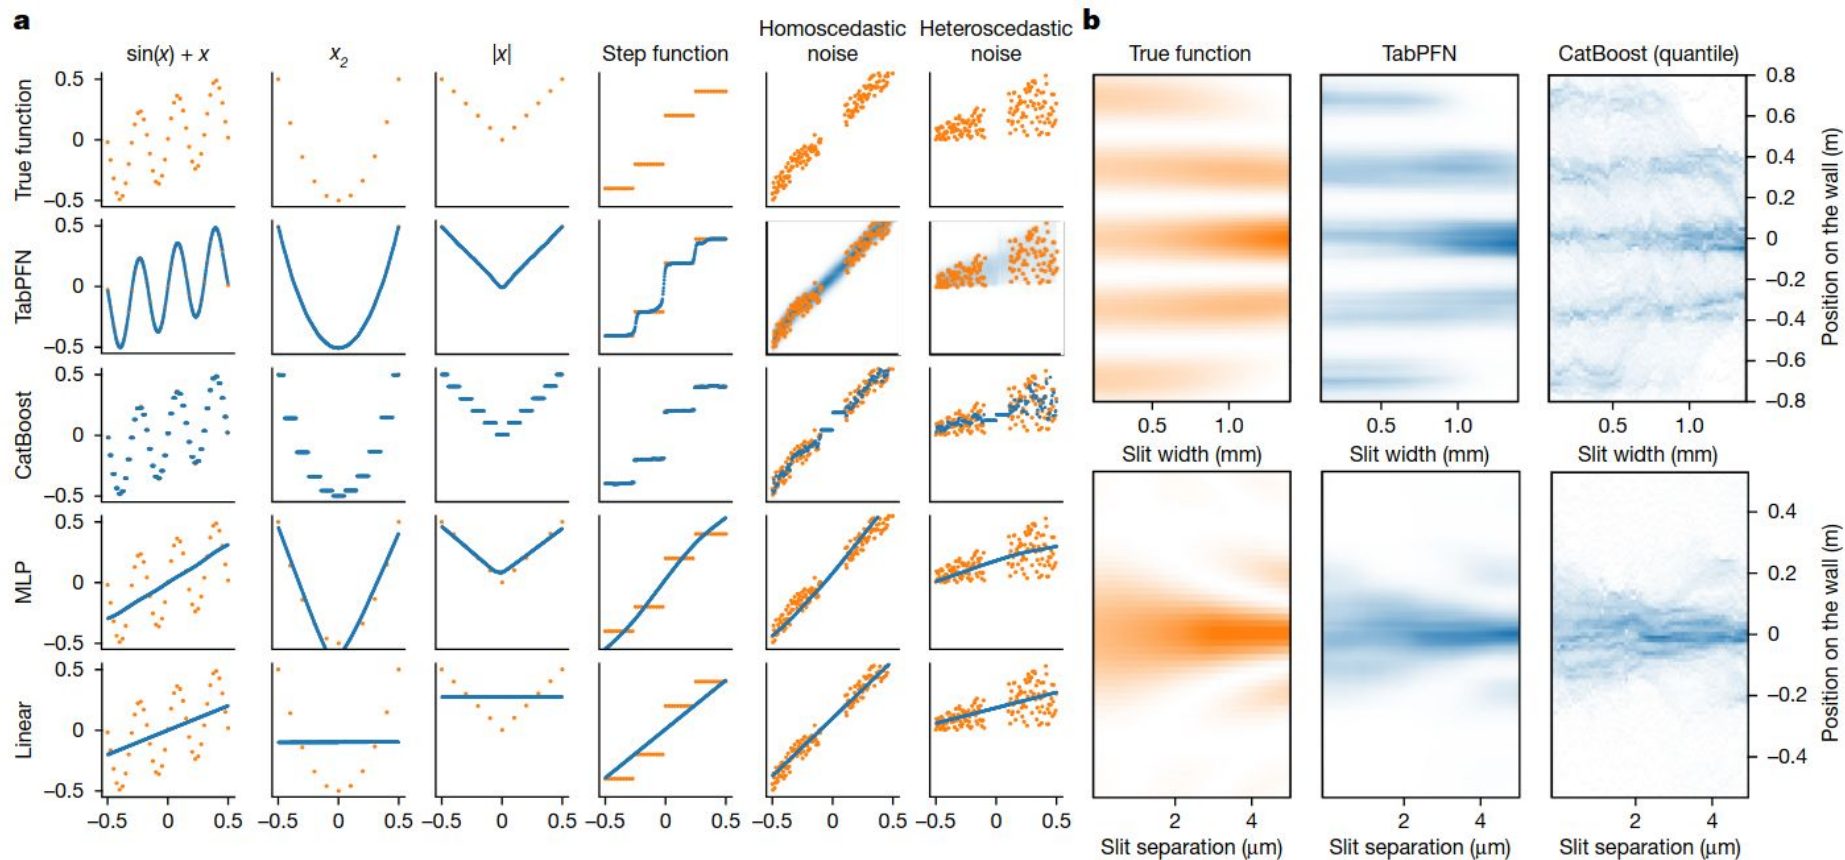 a
sin(x) + x
x2
|x|
Step function
Homoscedastic
noise
Heteroscedastic
noise
True function
0.5
0
–0.5
TabPFN
0.5
0
–0.5
CatBoost
0.5
0
–0.5
MLP
0.5
0
–0.5
Linear
0.5
0
–0.5
–0.5 0 0.5
–0.5 0 0.5
–0.5 0 0.5
–0.5 0 0.5
–0.5 0 0.5
–0.5 0 0.5
b
True function
TabPFN
CatBoost (quantile)
0.8
0.6
0.4
0.2
0
–0.2
–0.4
–0.6
–0.8
Position on the wall (m)
0.5 1.0
0.5 1.0
0.5 1.0
Slit width (mm)
Slit width (mm)
Slit width (mm)
0.4
0.2
0
–0.2
–0.4
Position on the wall (m)
2 4
2 4
2 4
Slit separation (μm)
Slit separation (μm)
Slit separation (μm)